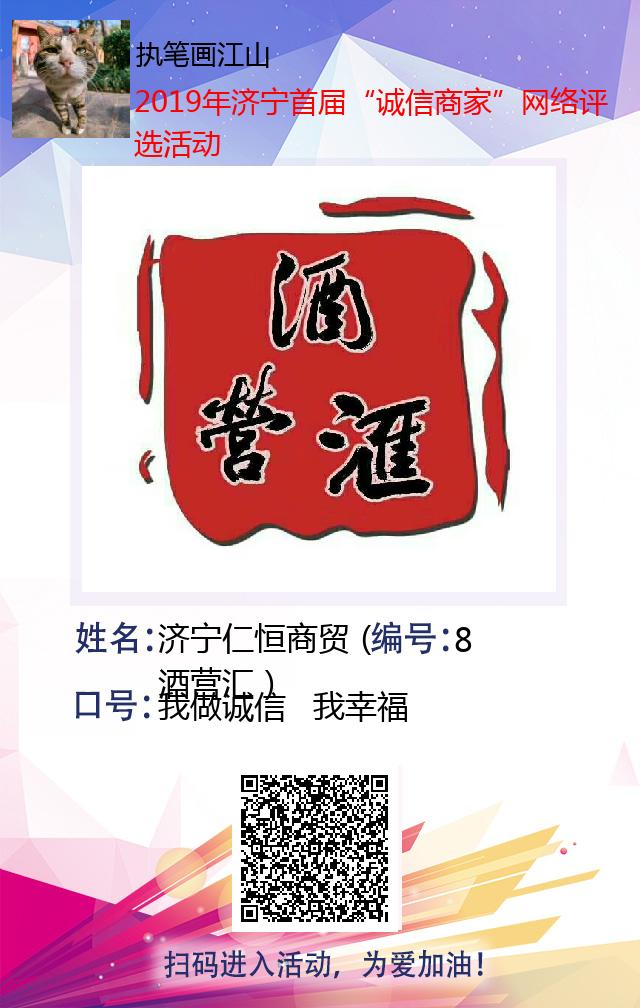 执笔画江山
2019年济宁首届“诚信商家”网络评
选活动
酒
營滙
姓名:济宁仁恒商贸 (编号:8
酒营汇 )
口号:我做诚信 我幸福
扫码进入活动，为爱加油!